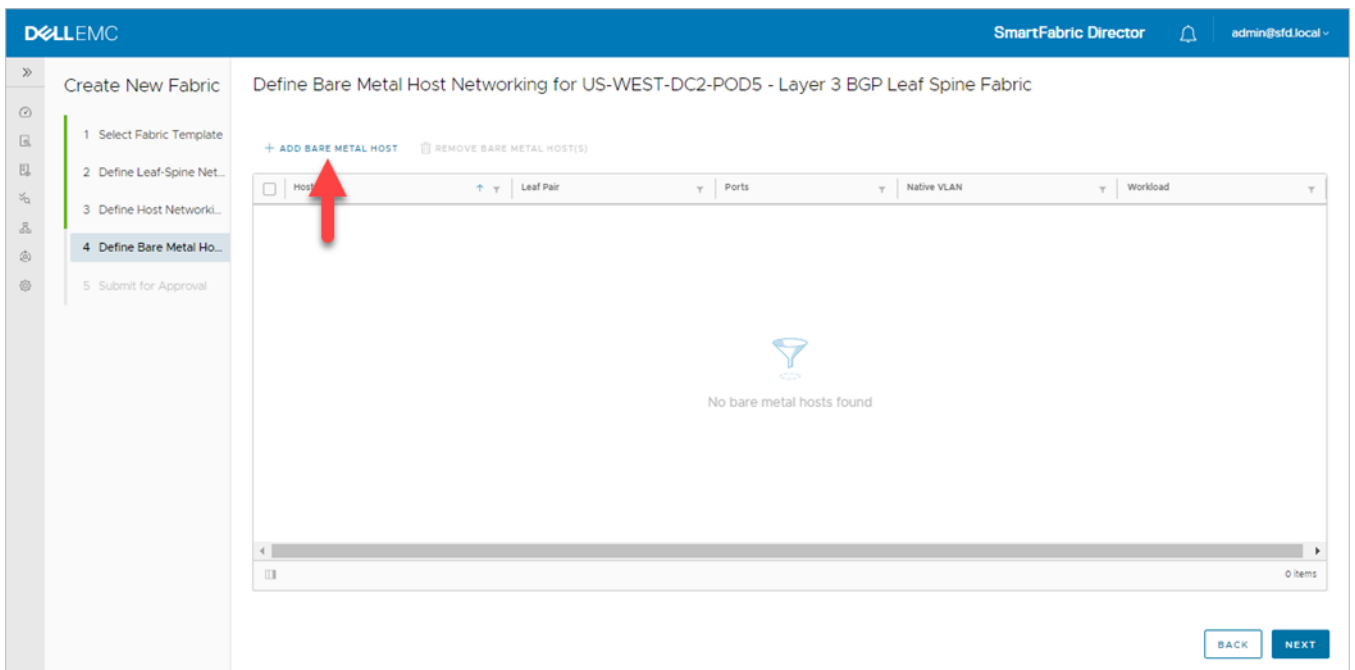 DELLEMC
SmartFabric Director
admin@sfd.local
Create New Fabric
Define Bare Metal Host Networking for US-WEST-DC2-POD5 - Layer 3 BGP Leaf Spine Fabric
1 Select Fabric Template
2 Define Leaf-Spine Net...
3 Define Host Networki...
4 Define Bare Metal Ho...
5 Submit for Approval
+ ADD BARE METAL HOST REMOVE BARE METAL HOST(S)
Host Leaf Pair Ports Native VLAN Workload
No bare metal hosts found
0 items
BACK NEXT